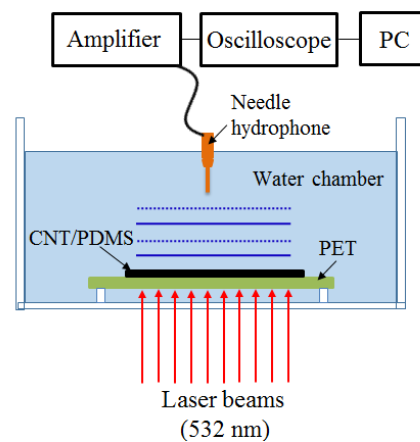 Amplifier
Oscilloscope
PC
Needle
hydrophone
Water chamber
CNT/PDMS
PET
Laser beams
(532 nm)